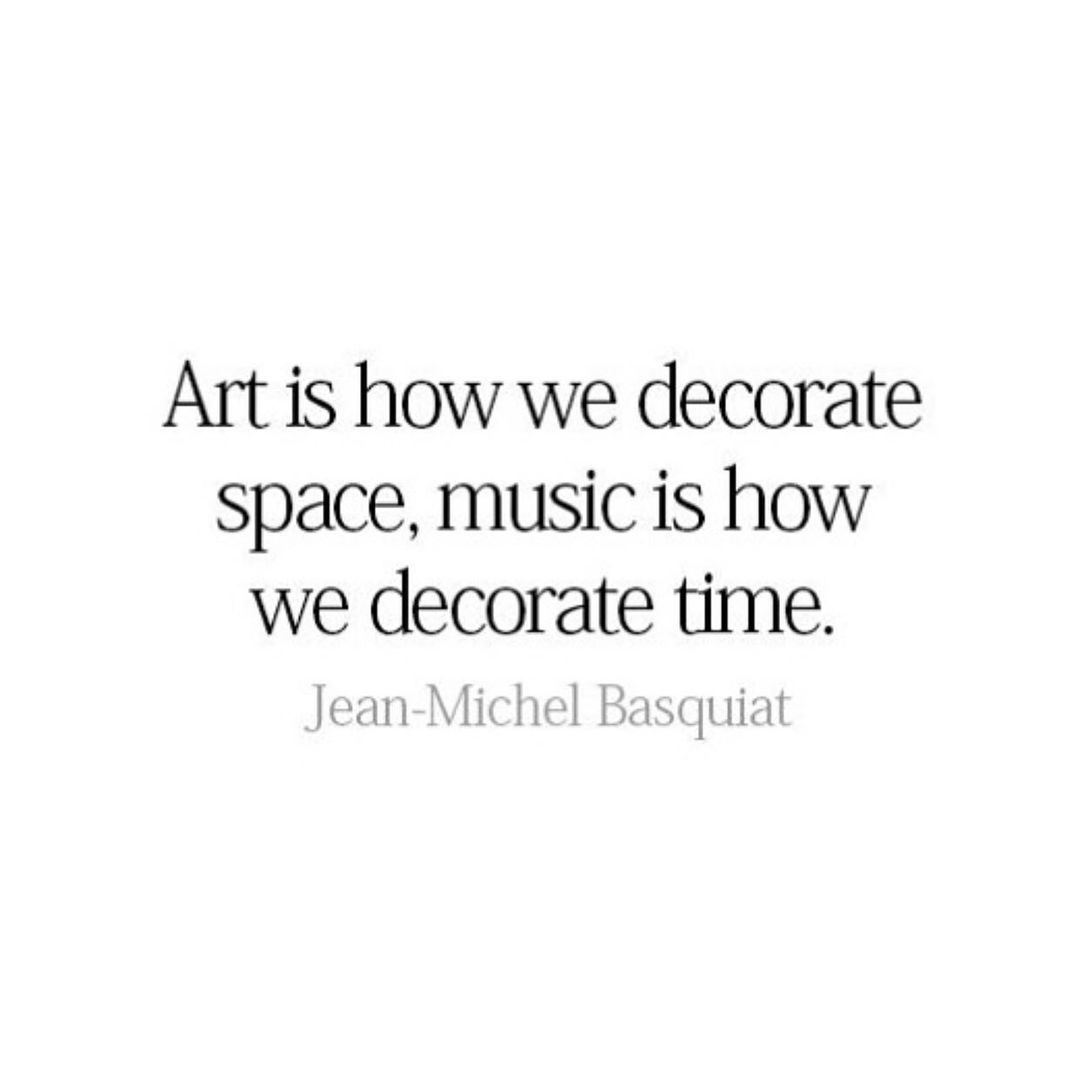 Art is how we decorate
space, music is how
we decorate time.
Jean-Michel Basquiat